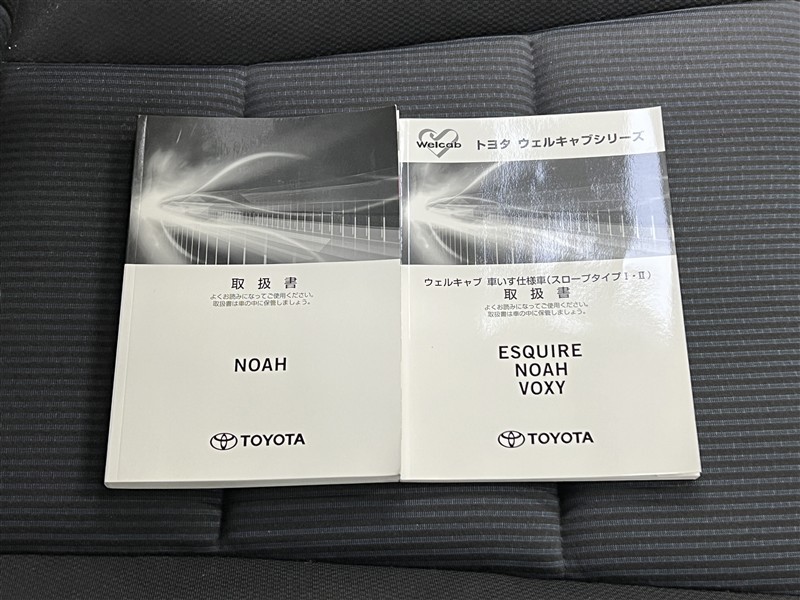 取扱書
よくお読みになってご使用ください。
取扱書は車の中に保管しましょう。
NOAH
TOYOTA
Welcab
トヨタ ウェルキャブシリーズ
ウェルキャブ 車いす仕様車(スロープタイプⅠ・Ⅱ)
取扱書
よくお読みになってご使用ください。
取扱書は車の中に保管しましょう。
ESQUIRE
NOAH
VOXY
TOYOTA